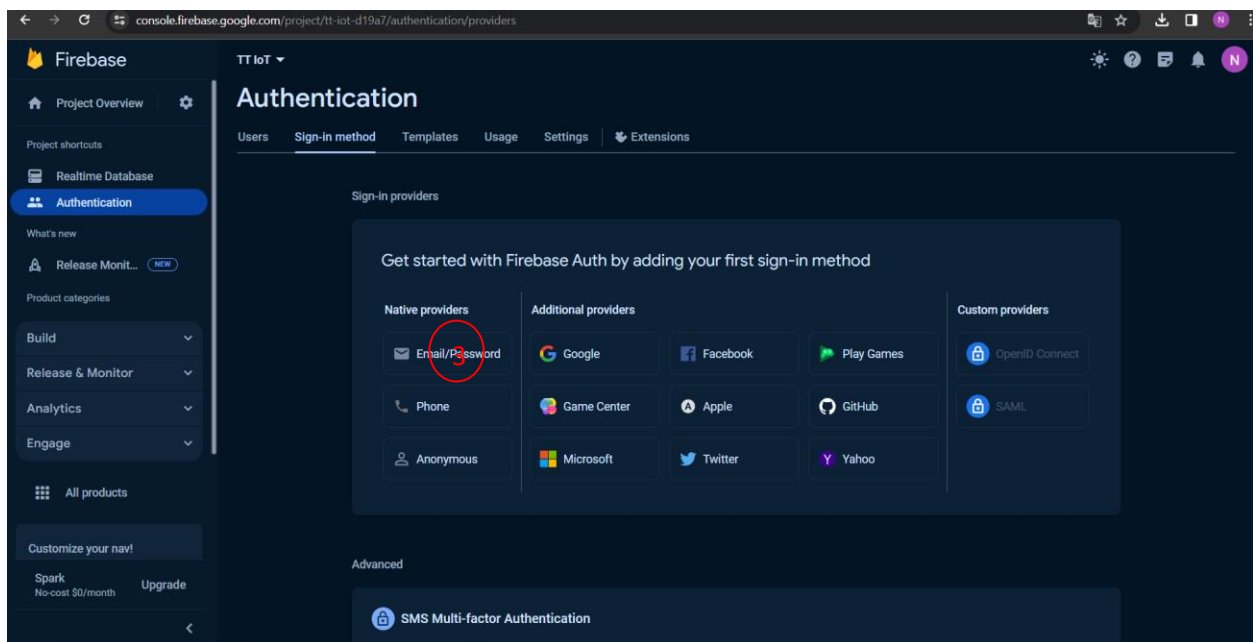 console.firebase.google.com/project/tt-iot-d19a7/authentication/providers
N
Firebase
TT IoT
N
Project Overview
Authentication
Users Sign-in method Templates Usage Settings Extensions
Project shortcuts
Realtime Database
Authentication
Sign-in providers
What's new
Release Monit... NEW
Get started with Firebase Auth by adding your first sign-in method
Product categories
Native providers Additional providers Custom providers
Build
Email/Password Google Facebook Play Games OpenID Connect
3
Release & Monitor
Analytics
Phone Game Center Apple GitHub SAML
Engage
Anonymous Microsoft Twitter Yahoo
All products
Customize your nav!
Advanced
Spark
No-cost $0/month
Upgrade
SMS Multi-factor Authentication